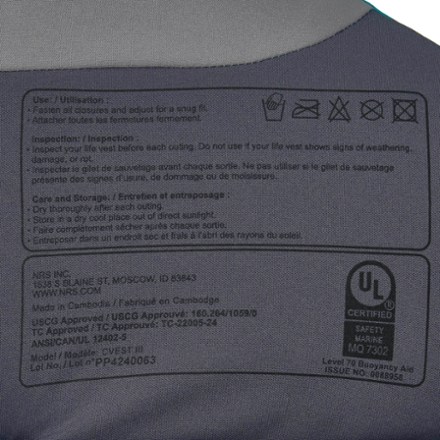 Use: / Utilisation :
• Fasten all closures and adjust for a snug fit.
• Attacher toutes les fermetures fermement.
Inspection: / Inspection :
• Inspect your life vest before each outing. Do not use if your life vest shows signs of weathering,
damage, or rot.
• Inspecter le gilet de sauvetage avant chaque sortie. Ne pas utiliser si le gilet de sauvetage
présente des signes d'usure, de dommage ou de moisissure.
Care and Storage: / Entretien et entreposage :
• Dry thoroughly after each outing.
• Store in a dry cool place out of direct sunlight.
• Faire complètement sécher après chaque sortie.
• Entreposer dans un endroit sec et frais à l'abri des rayons du soleil.
NRS INC.
1638 S BLAINE ST, MOSCOW, ID 83843
WWW.NRS.COM
Made in Cambodia / Fabriqué en Cambodge
USCG Approved / USCG Approuvé: 160.264/1059/0
TC Approved / TC Approuvé: TC-22005-24
ANSI/CAN/UL 12402-5
Model / Modèle: CVEST III
Lot No. / Lot n° PP4240063
UL
CERTIFIED
SAFETY
MARINE
MQ 7302
Level 70 Buoyancy Aid
ISSUE NO: 0088956